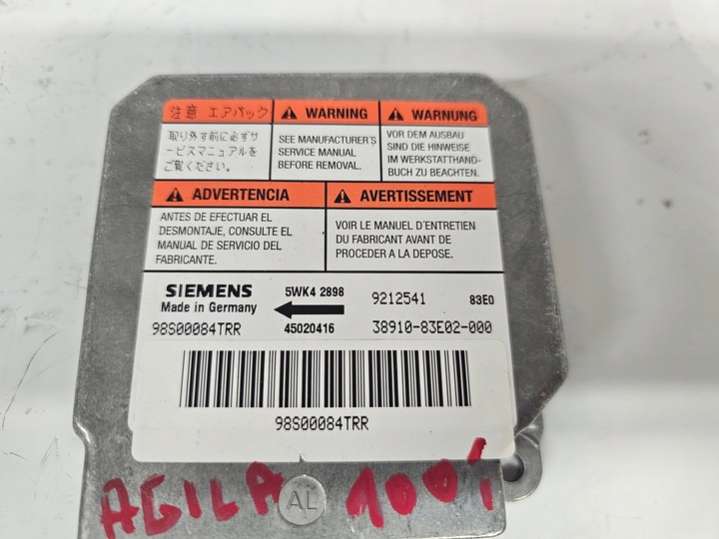 注意 エアバック
取り外す前に必ずサ
ービスマニュアルを
ご覧ください。
WARNING
SEE MANUFACTURER'S
SERVICE MANUAL
BEFORE REMOVAL.
WARNUNG
VOR DEM AUSBAU
SIND DIE HINWEISE
IM WERKSTATTHAND-
BUCH ZU BEACHTEN.
ADVERTENCIA
ANTES DE EFECTUAR EL
DESMONTAJE, CONSULTE EL
MANUAL DE SERVICIO DEL
FABRICANTE.
AVERTISSEMENT
VOIR LE MANUEL D'ENTRETIEN
DU FABRICANT AVANT DE
PROCEDER A LA DEPOSE.
SIEMENS 5WK4 2898 9212541 83E0
Made in Germany
98S00084TRR 45020416 38910-83E02-000
98S00084TRR
AGILA AL 100i